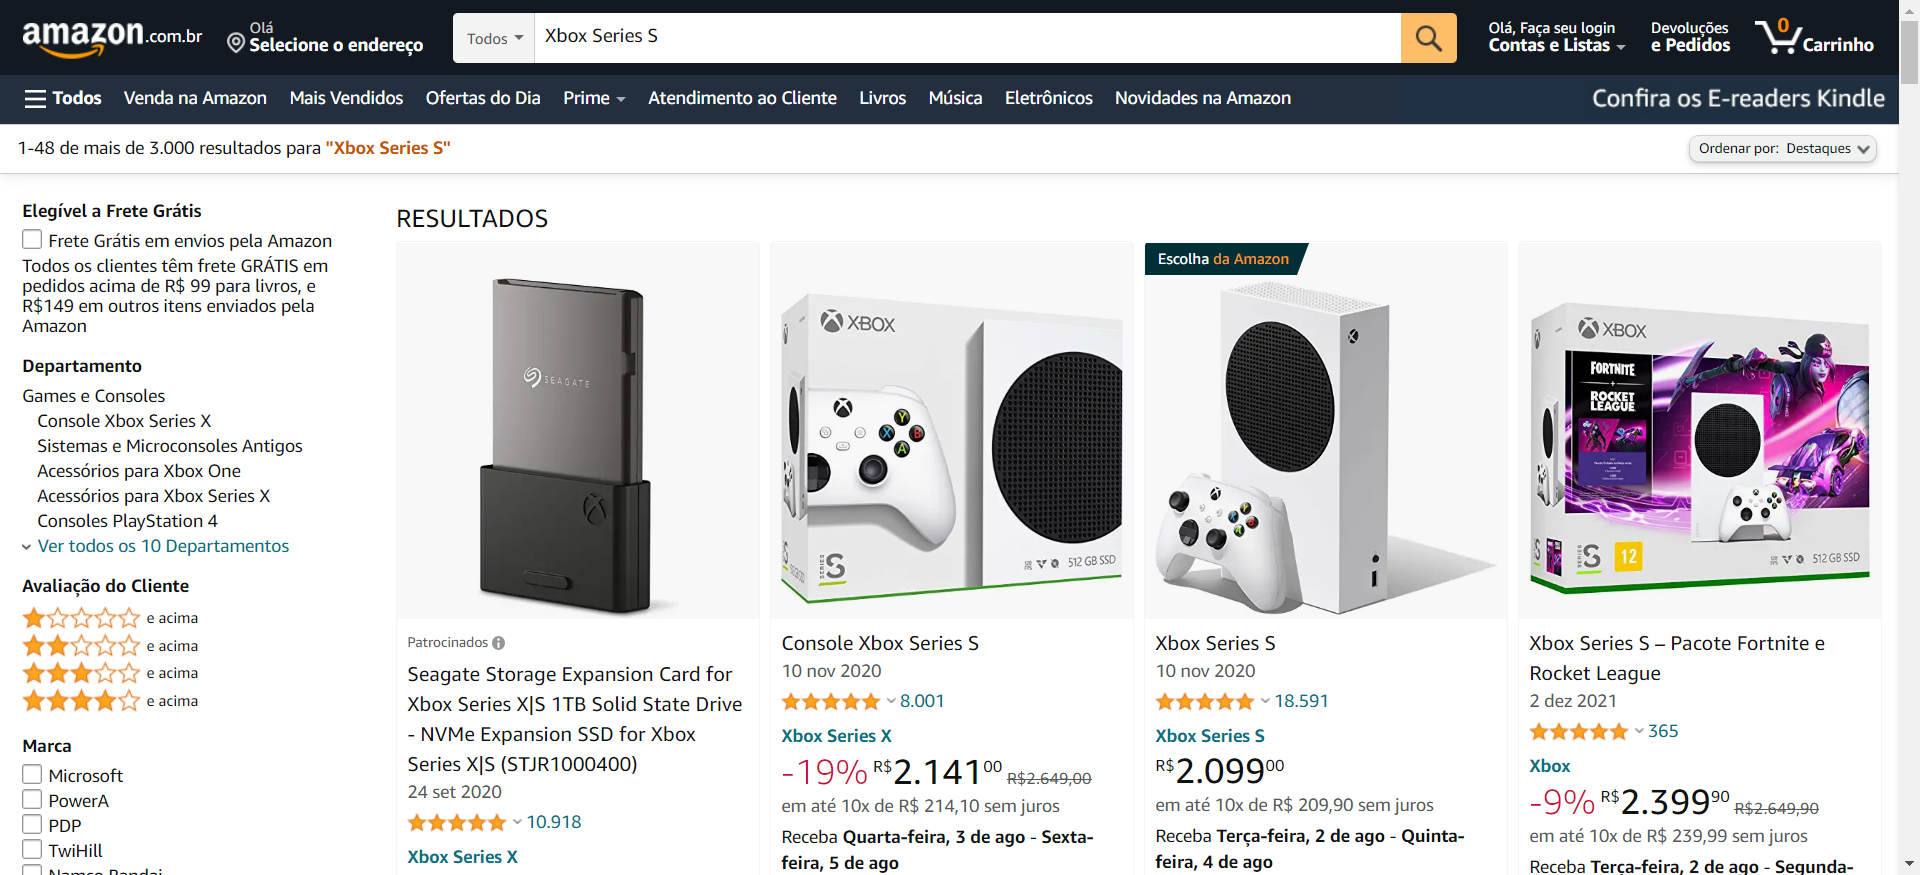 amazon.com.br
Olá
Selecione o endereço
Todos
Xbox Series S
Olá, Faça seu login
Contas e Listas
Devoluções
e Pedidos
0
Carrinho
Todos
Venda na Amazon
Mais Vendidos
Ofertas do Dia
Prime
Atendimento ao Cliente
Livros
Música
Eletrônicos
Novidades na Amazon
Confira os E-readers Kindle
1-48 de mais de 3.000 resultados para "Xbox Series S"
Ordenar por: Destaques
Elegível a Frete Grátis
Frete Grátis em envios pela Amazon
Todos os clientes têm frete GRÁTIS em
pedidos acima de R$ 99 para livros, e
R$149 em outros itens enviados pela
Amazon
Departamento
Games e Consoles
Console Xbox Series X
Sistemas e Microconsoles Antigos
Acessórios para Xbox One
Acessórios para Xbox Series X
Consoles PlayStation 4
Ver todos os 10 Departamentos
Avaliação do Cliente
e acima
e acima
e acima
e acima
Marca
Microsoft
PowerA
PDP
TwiHill
Namco Bandai
RESULTADOS
SEAGATE
Patrocinados
Seagate Storage Expansion Card for
Xbox Series X|S 1TB Solid State Drive
- NVMe Expansion SSD for Xbox
Series X|S (STJR1000400)
24 set 2020
10.918
Xbox Series X
XBOX
Y
X
B
A
SERIES
S
512 GB SSD
Console Xbox Series S
10 nov 2020
8.001
Xbox Series X
-19% R$2.14100 R$2.649,00
em até 10x de R$ 214,10 sem juros
Receba Quarta-feira, 3 de ago - Sexta-
feira, 5 de ago
Escolha da Amazon
Xbox Series S
10 nov 2020
18.591
Xbox Series S
R$2.09900
em até 10x de R$ 209,90 sem juros
Receba Terça-feira, 2 de ago - Quinta-
feira, 4 de ago
XBOX
FORTNITE
+
ROCKET
LEAGUE
SERIES
S
12
512 GB SSD
Xbox Series S – Pacote Fortnite e
Rocket League
2 dez 2021
365
Xbox
-9% R$2.39990 R$2.649,90
em até 10x de R$ 239,99 sem juros
Receba Terça-feira, 2 de ago - Segunda-